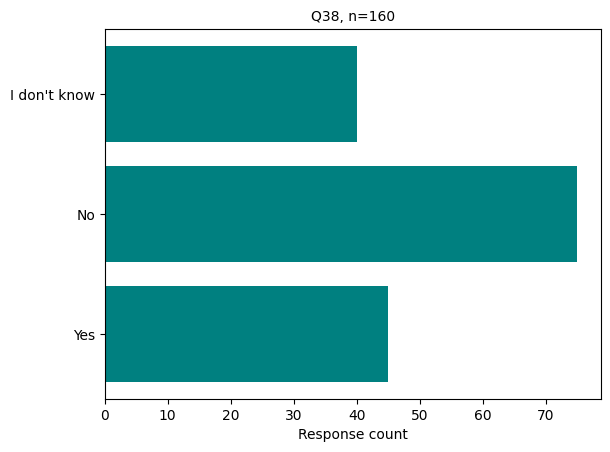 Q38, n=160
I don't know
No
Yes
0 10 20 30 40 50 60 70
Response count